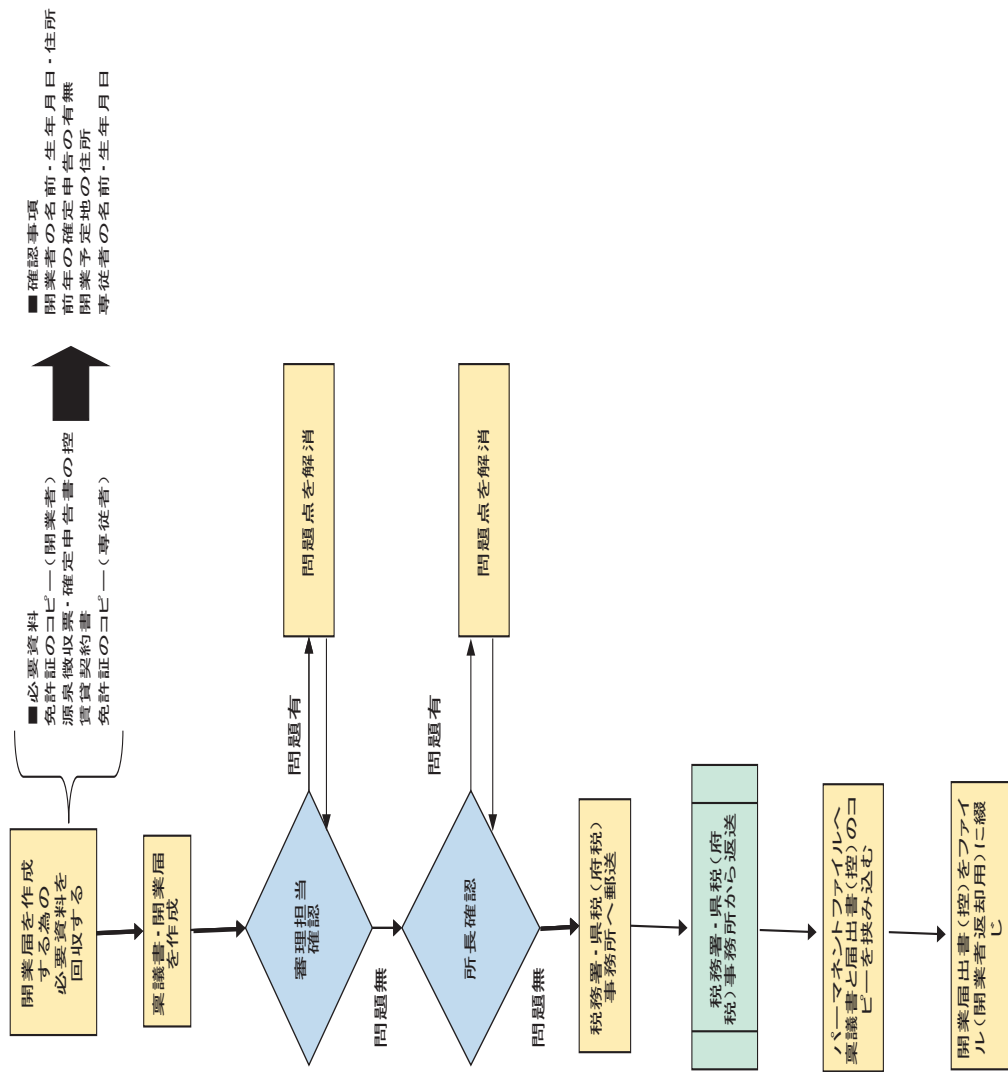 開業届を作成
する為の
必要資料を
回収する
■必要資料
免許証のコピー(開業者)
源泉徴収票・確定申告書の控
賃貸契約書
免許証のコピー(専従者)
■確認事項
開業者の名前・生年月日・住所
前年の確定申告の有無
開業予定地の住所
専従者の名前・生年月日
稟議書・開業届
を作成
審理担当
確認
問題有
問題点を解消
問題無
所長確認
問題有
問題点を解消
問題無
税務署・県税(府税)
事務所へ郵送
税務署・県税(府
税)事務所から返送
パーマネントファイルへ
稟議書と届出書(控)のコ
ピーを挟み込む
開業届出書(控)をファイ
ル(開業者返却用)に綴
じ